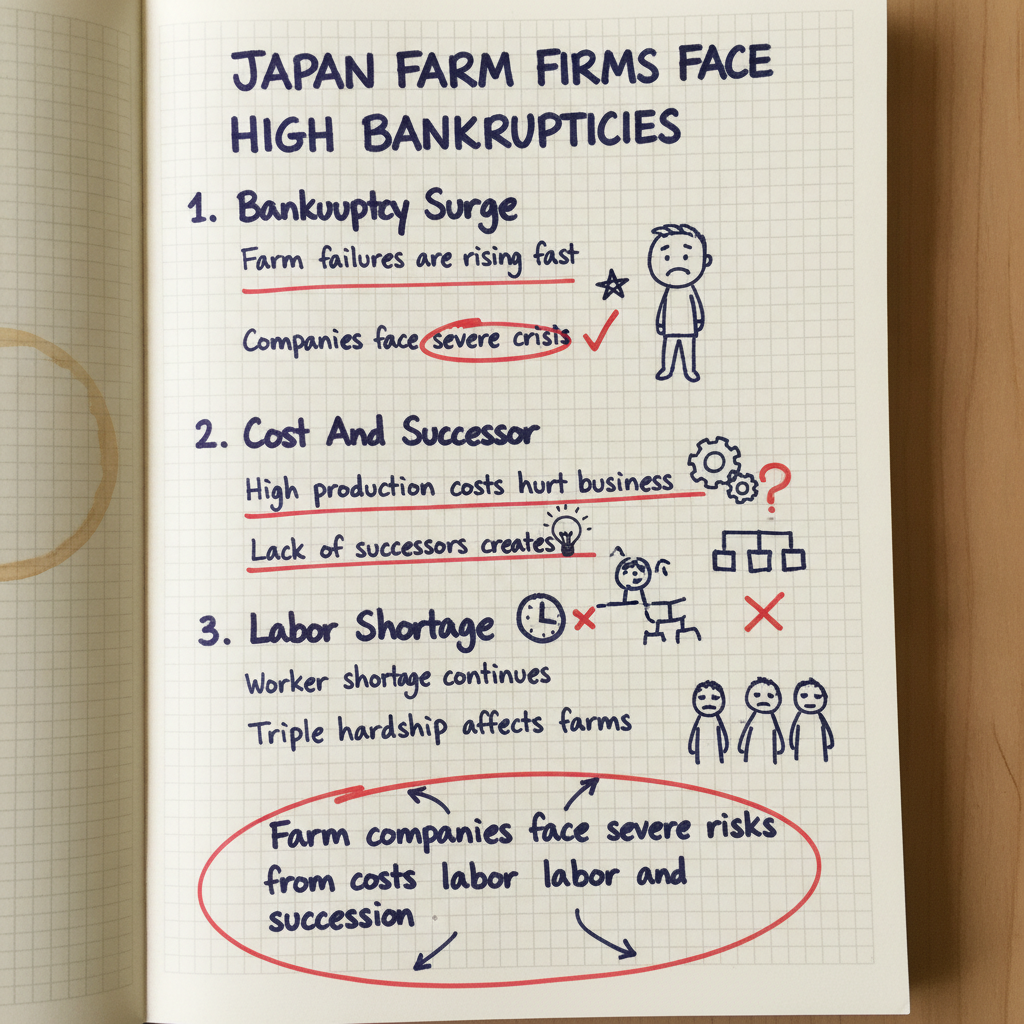 JAPAN FARM FIRMS FACE
HIGH BANKRUPTICIES
1. Bankuuptcy Surge
Farm failures are rising fast
Companies face severe crisis
2. Cost And Successor
High production costs hurt business
?
Lack of successors creates
3. Labor Shortage
Worker shortage continues
Triple hardship affects farms
Farm companies face severe risks
from costs labor labor and
succession